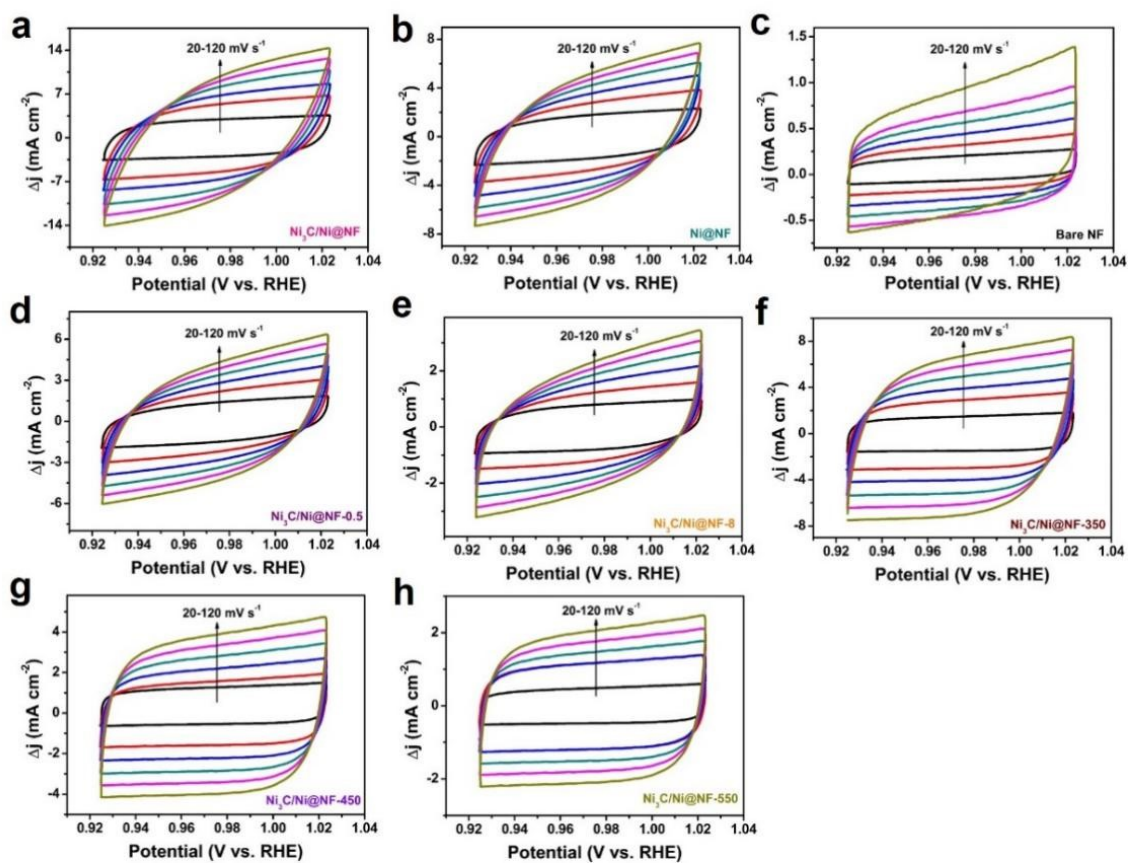 a
20-120 mV s⁻¹
14
7
0
-7
-14
Δj (mA cm⁻²)
Ni₃C/Ni@NF
0.92 0.94 0.96 0.98 1.00 1.02 1.04
Potential (V vs. RHE)
b
20-120 mV s⁻¹
8
4
0
-4
-8
Δj (mA cm⁻²)
Ni@NF
0.92 0.94 0.96 0.98 1.00 1.02 1.04
Potential (V vs. RHE)
c
20-120 mV s⁻¹
1.5
1.0
0.5
0.0
-0.5
Δj (mA cm⁻²)
Bare NF
0.92 0.94 0.96 0.98 1.00 1.02 1.04
Potential (V vs. RHE)
d
20-120 mV s⁻¹
6
3
0
-3
-6
Δj (mA cm⁻²)
Ni₃C/Ni@NF-0.5
0.92 0.94 0.96 0.98 1.00 1.02 1.04
Potential (V vs. RHE)
e
20-120 mV s⁻¹
2
0
-2
Δj (mA cm⁻²)
Ni₃C/Ni@NF-8
0.92 0.94 0.96 0.98 1.00 1.02 1.04
Potential (V vs. RHE)
f
20-120 mV s⁻¹
8
4
0
-4
-8
Δj (mA cm⁻²)
Ni₃C/Ni@NF-350
0.92 0.94 0.96 0.98 1.00 1.02 1.04
Potential (V vs. RHE)
g
20-120 mV s⁻¹
4
2
0
-2
-4
Δj (mA cm⁻²)
Ni₃C/Ni@NF-450
0.92 0.94 0.96 0.98 1.00 1.02 1.04
Potential (V vs. RHE)
h
20-120 mV s⁻¹
2
0
-2
Δj (mA cm⁻²)
Ni₃C/Ni@NF-550
0.92 0.94 0.96 0.98 1.00 1.02 1.04
Potential (V vs. RHE)